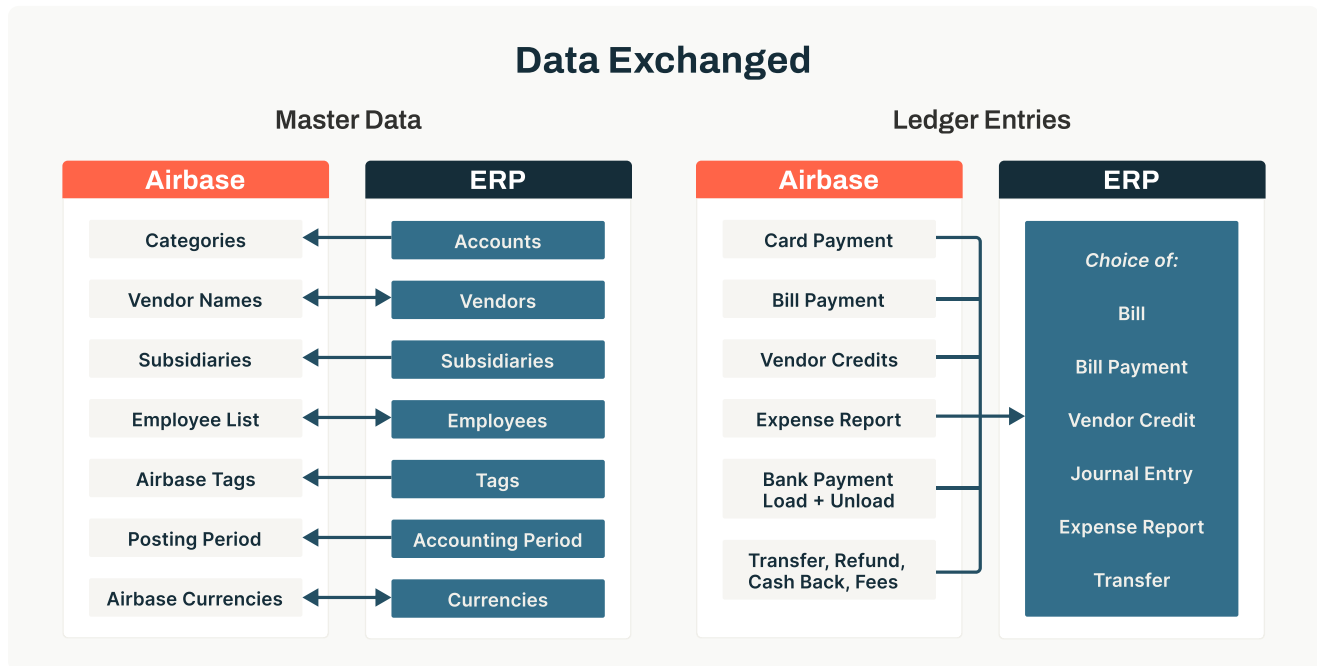 Data Exchanged
Master Data
Airbase
ERP
Categories
Accounts
Vendor Names
Vendors
Subsidiaries
Subsidiaries
Employee List
Employees
Airbase Tags
Tags
Posting Period
Accounting Period
Airbase Currencies
Currencies
Ledger Entries
Airbase
ERP
Card Payment
Bill Payment
Vendor Credits
Expense Report
Bank Payment
Load + Unload
Transfer, Refund,
Cash Back, Fees
Choice of:
Bill
Bill Payment
Vendor Credit
Journal Entry
Expense Report
Transfer